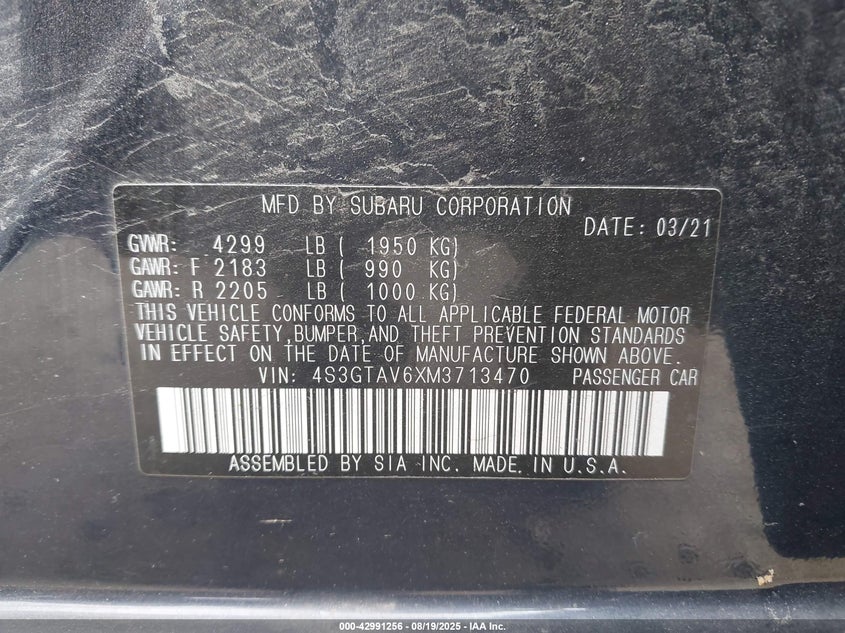 MFD BY SUBARU CORPORATION
DATE: 03/21
GVWR: 4299 LB ( 1950 KG)
GAWR: F 2183 LB ( 990 KG)
GAWR: R 2205 LB ( 1000 KG)
THIS VEHICLE CONFORMS TO ALL APPLICABLE FEDERAL MOTOR
VEHICLE SAFETY,BUMPER,AND THEFT PREVENTION STANDARDS
IN EFFECT ON THE DATE OF MANUFACTURE SHOWN ABOVE.
VIN: 4S3GTAV6XM3713470 PASSENGER CAR
ASSEMBLED BY SIA INC. MADE IN U.S.A.
000-42991256 - 08/19/2025 - IAA Inc.